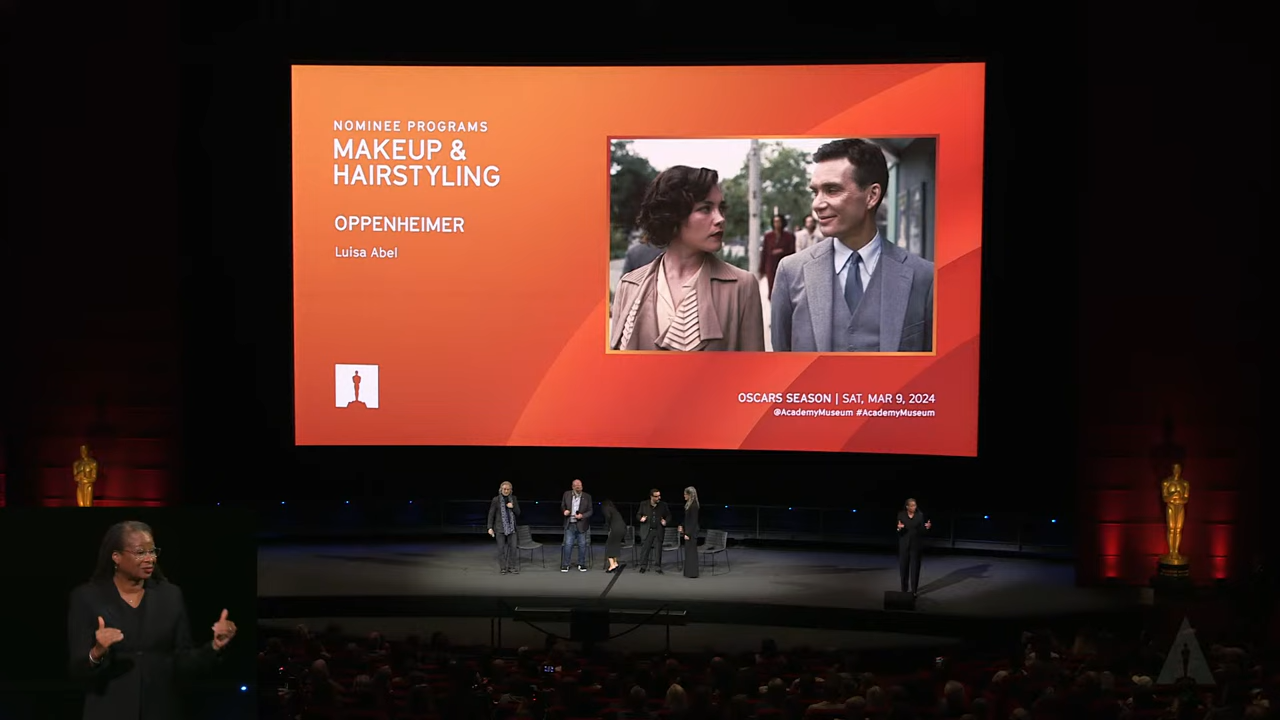 NOMINEE PROGRAMS
MAKEUP &
HAIRSTYLING
OPPENHEIMER
Luisa Abel
OSCARS SEASON | SAT, MAR 9, 2024
@AcademyMuseum #AcademyMuseum